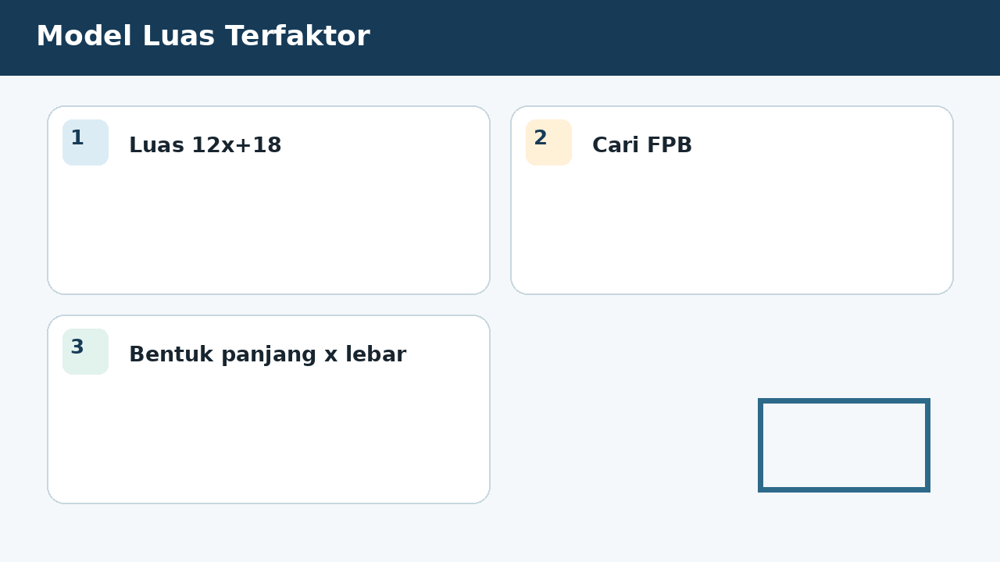 Model Luas Terfaktor
1
Luas 12x+18
2
Cari FPB
3
Bentuk panjang x lebar